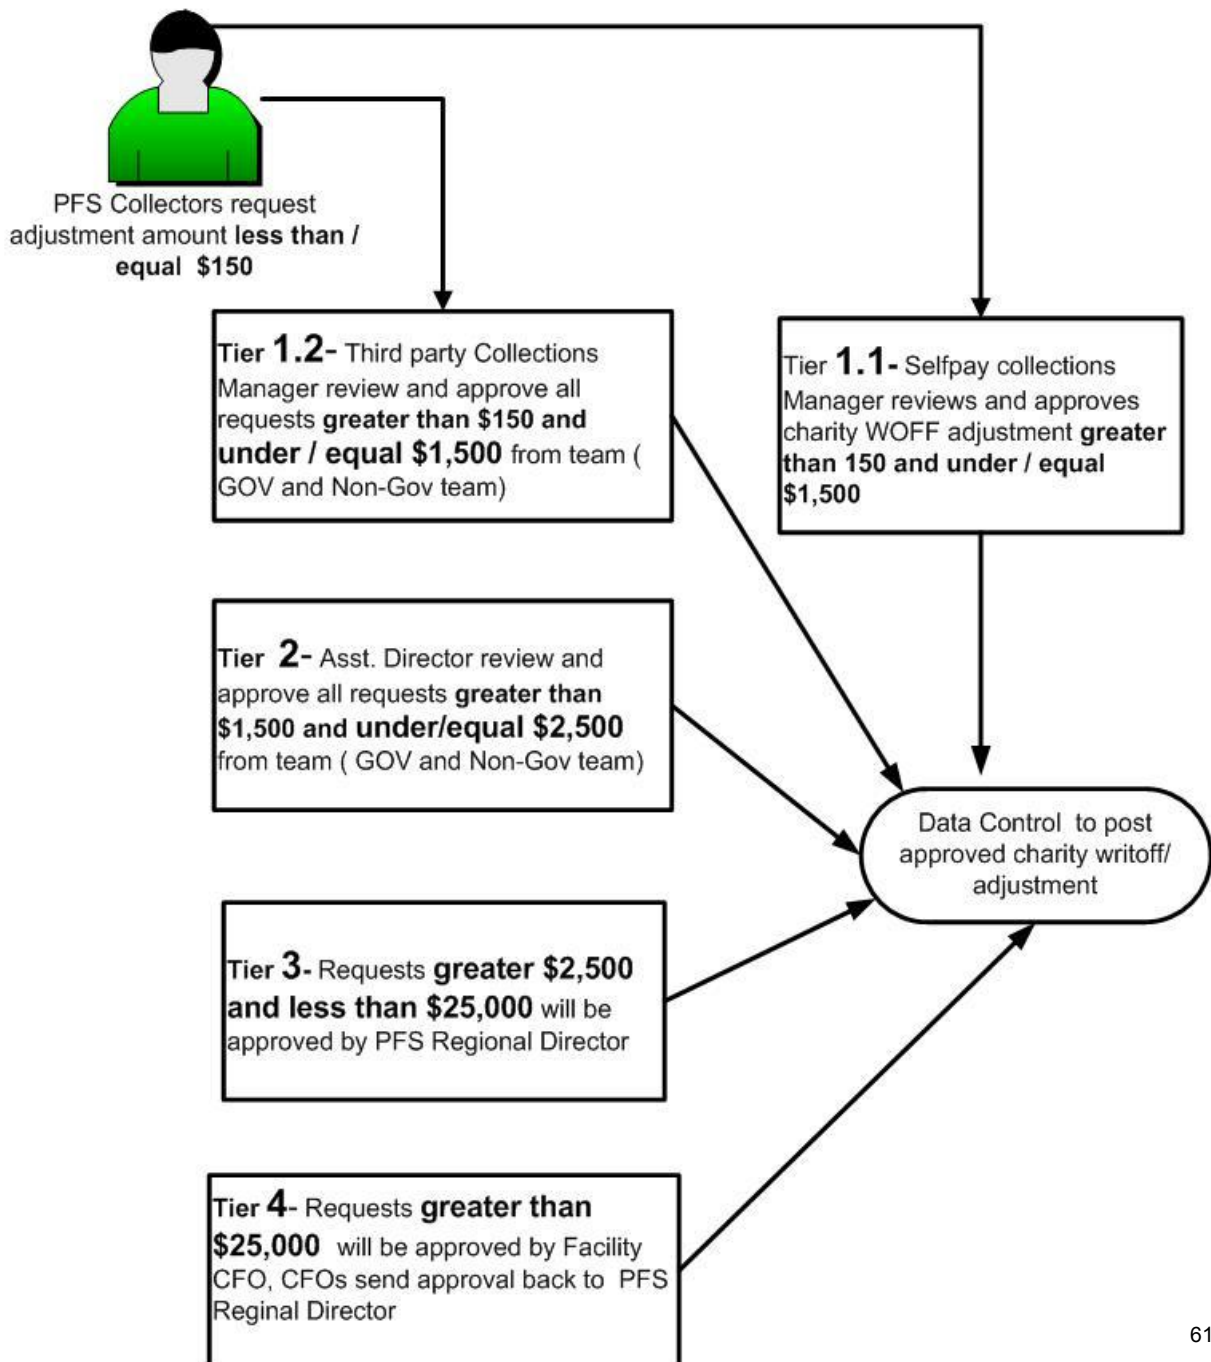 PFS Collectors request
adjustment amount less than /
equal $150
Tier 1.2- Third party Collections
Manager review and approve all
requests greater than $150 and
under / equal $1,500 from team (
GOV and Non-Gov team)
Tier 1.1- Selfpay collections
Manager reviews and approves
charity WOFF adjustment greater
than 150 and under / equal
$1,500
Tier 2- Asst. Director review and
approve all requests greater than
$1,500 and under/equal $2,500
from team ( GOV and Non-Gov team)
Data Control to post
approved charity writoff/
adjustment
Tier 3- Requests greater $2,500
and less than $25,000 will be
approved by PFS Regional Director
Tier 4- Requests greater than
$25,000 will be approved by Facility
CFO, CFOs send approval back to PFS
Reginal Director
61